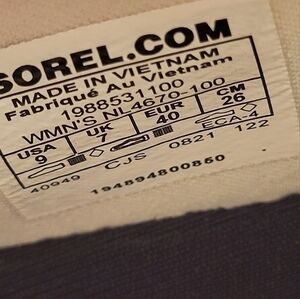 SOREL.COM
MADE IN VIETNAM
Fabriqué Au Vietnam
1988531100
WMN'S NL4670-100
USA UK EUR CM
9 7 40 26
ECA-4
40949 CJS 0821 122
194894800850